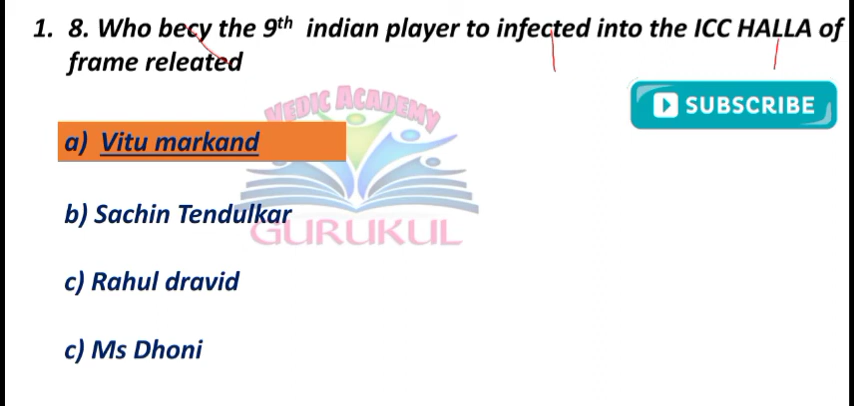 1. 8. Who becy the 9th indian player to infected into the ICC HALLA of
frame releated
VEDIC ACADEMY
SUBSCRIBE
a) Vitu markand
b) Sachin Tendulkar
GURUKUL
c) Rahul dravid
c) Ms Dhoni